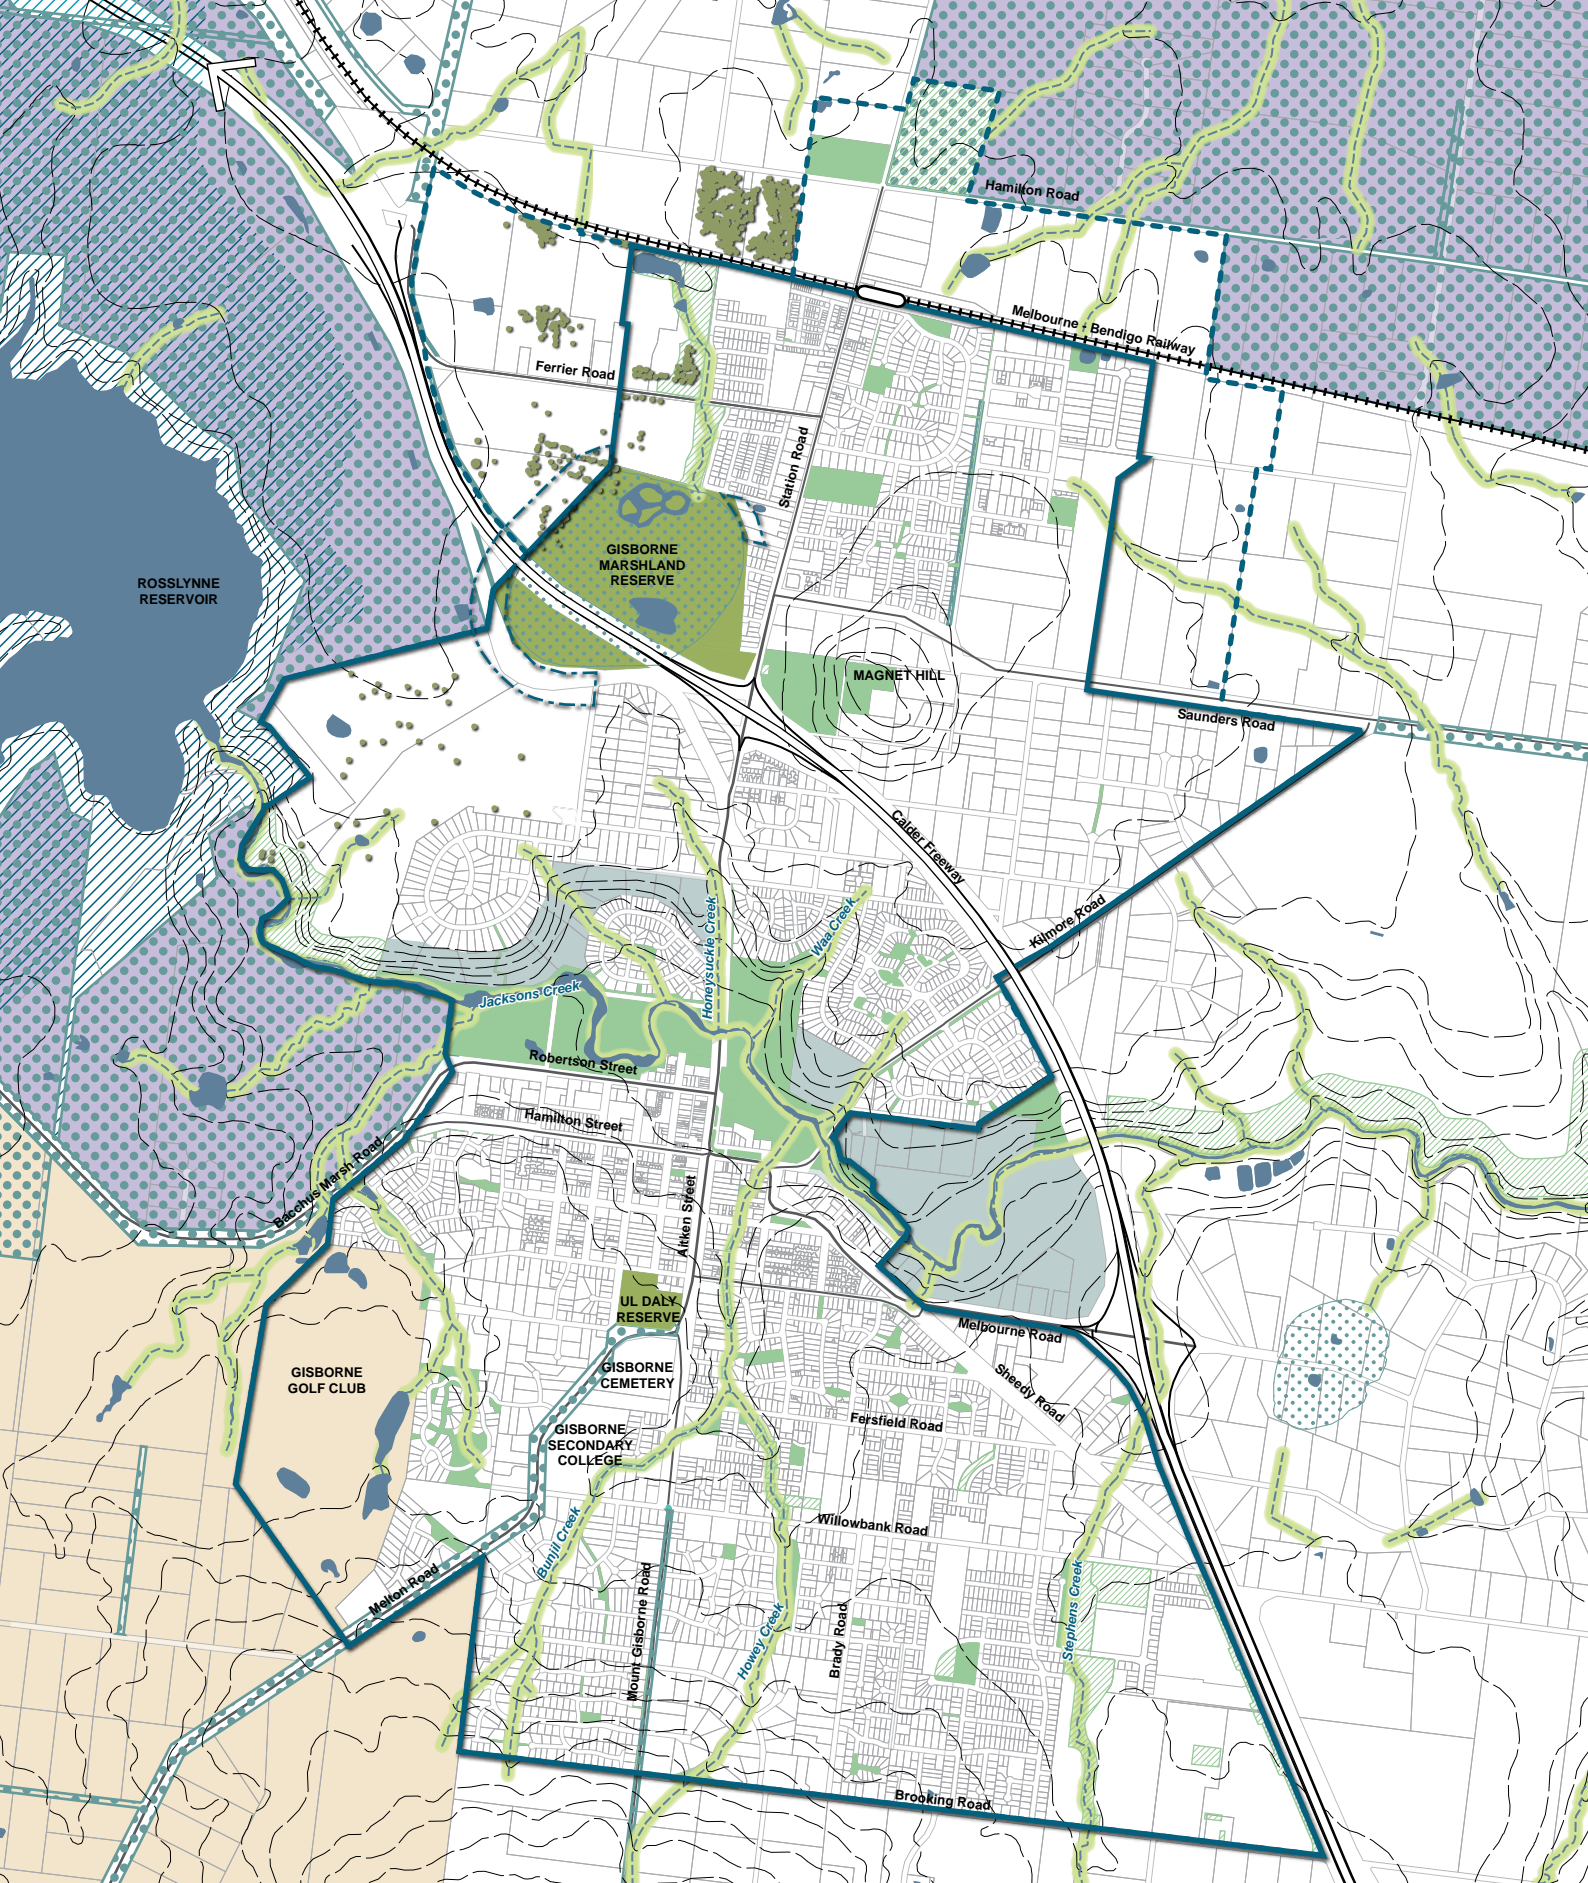 Hamilton Road
Melbourne - Bendigo Railway
Ferrier Road
Station Road
GISBORNE
MARSHLAND
RESERVE
ROSSLYNNE
RESERVOIR
MAGNET HILL
Saunders Road
Calder Freeway
Kilmore Road
Waa Creek
Honeysuckle Creek
Jacksons Creek
Robertson Street
Hamilton Street
Bacchus Marsh Road
Aitken Street
UL DALY
RESERVE
Melbourne Road
GISBORNE
GOLF CLUB
GISBORNE
CEMETERY
Sheedy Road
Fersfield Road
GISBORNE
SECONDARY
COLLEGE
Willowbank Road
Bunjil Creek
Melton Road
Mount Gisborne Road
Howey Creek
Brady Road
Stephens Creek
Brooking Road